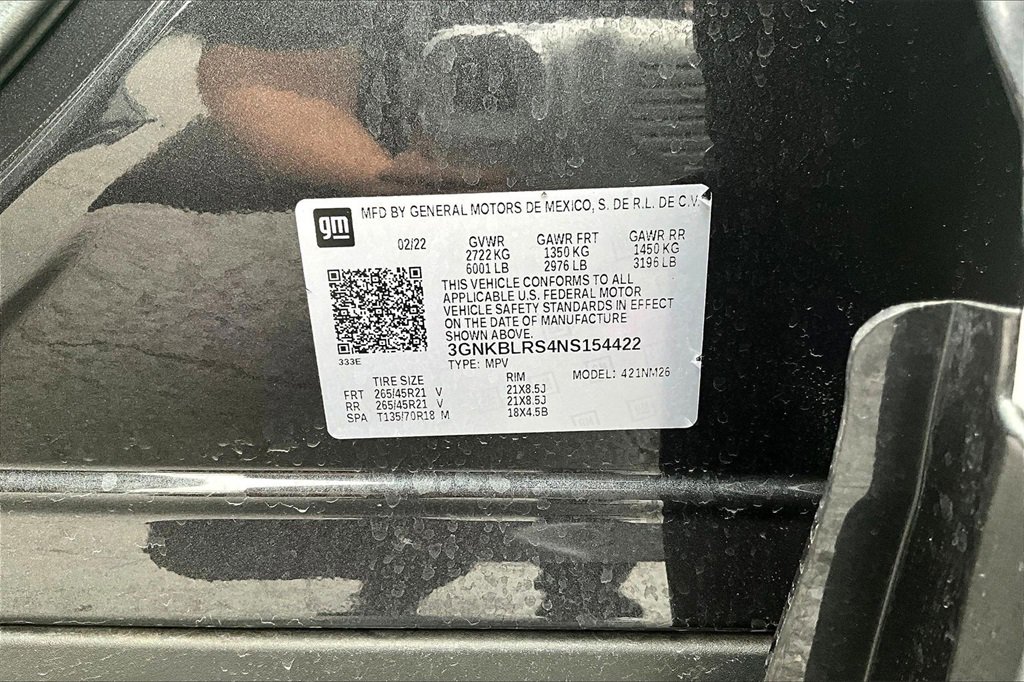 gm MFD BY GENERAL MOTORS DE MEXICO, S. DE R.L. DE C.V.
02/22 GVWR GAWR FRT GAWR RR
2722 KG 1350 KG 1450 KG
6001 LB 2976 LB 3196 LB
THIS VEHICLE CONFORMS TO ALL
APPLICABLE U.S. FEDERAL MOTOR
VEHICLE SAFETY STANDARDS IN EFFECT
ON THE DATE OF MANUFACTURE
SHOWN ABOVE.
333E 3GNKBLRS4NS154422
TYPE: MPV MODEL: 421NM26
TIRE SIZE RIM
FRT 265/45R21 V 21X8.5J
RR 265/45R21 V 21X8.5J
SPA T135/70R18 M 18X4.5B